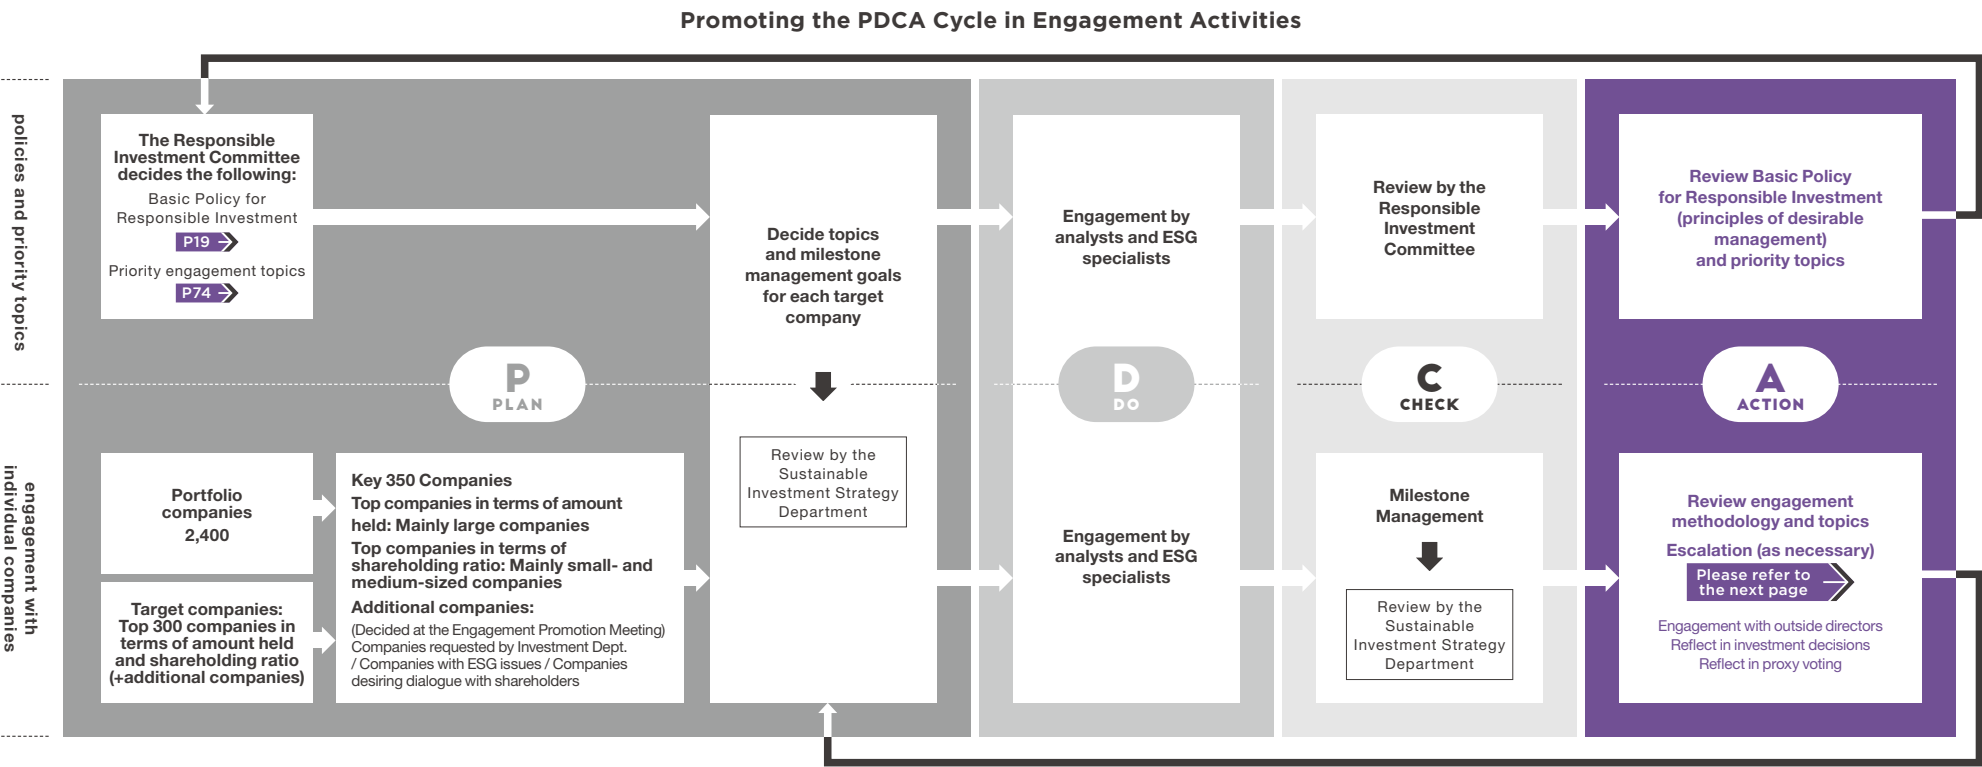 Promoting the PDCA Cycle in Engagement Activities
policies and priority topics
The Responsible
Investment Committee
decides the following:
Basic Policy for
Responsible Investment
P19
Priority engagement topics
P74
Decide topics
and milestone
management goals
for each target
company
Engagement by
analysts and ESG
specialists
Review by the
Responsible
Investment
Committee
Review Basic Policy
for Responsible Investment
(principles of desirable
management)
and priority topics
P
PLAN
D
DO
C
CHECK
A
ACTION
engagement with
individual companies
Portfolio
companies
2,400
Target companies:
Top 300 companies in
terms of amount held
and shareholding ratio
(+additional companies)
Key 350 Companies
Top companies in terms of amount
held: Mainly large companies
Top companies in terms of
shareholding ratio: Mainly small- and
medium-sized companies
Additional companies:
(Decided at the Engagement Promotion Meeting)
Companies requested by Investment Dept.
/ Companies with ESG issues / Companies
desiring dialogue with shareholders
Review by the
Sustainable
Investment Strategy
Department
Engagement by
analysts and ESG
specialists
Milestone
Management
Review by the
Sustainable
Investment Strategy
Department
Review engagement
methodology and topics
Escalation (as necessary)
Please refer to
the next page
Engagement with outside directors
Reflect in investment decisions
Reflect in proxy voting